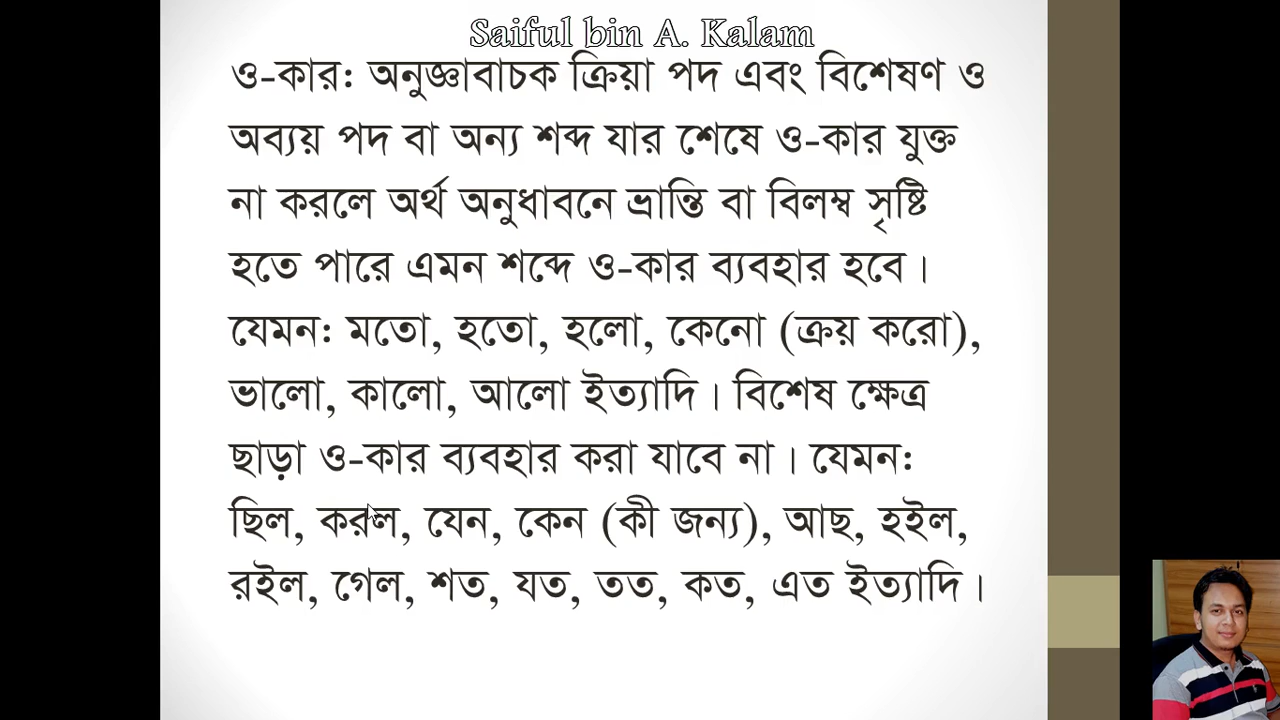 Saiful bin A. Kalam
ও-কার: অনুজ্ঞাবাচক ক্রিয়া পদ এবং বিশেষণ ও
অব্যয় পদ বা অন্য শব্দ যার শেষে ও-কার যুক্ত
না করলে অর্থ অনুধাবনে ভ্রান্তি বা বিলম্ব সৃষ্টি
হতে পারে এমন শব্দে ও-কার ব্যবহার হবে।
যেমন: মতো, হতো, হলো, কেনো (ক্রয় করো),
ভালো, কালো, আলো ইত্যাদি। বিশেষ ক্ষেত্র
ছাড়া ও-কার ব্যবহার করা যাবে না। যেমন:
ছিল, করল, যেন, কেন (কী জন্য), আছ, হইল,
রইল, গেল, শত, যত, তত, কত, এত ইত্যাদি।